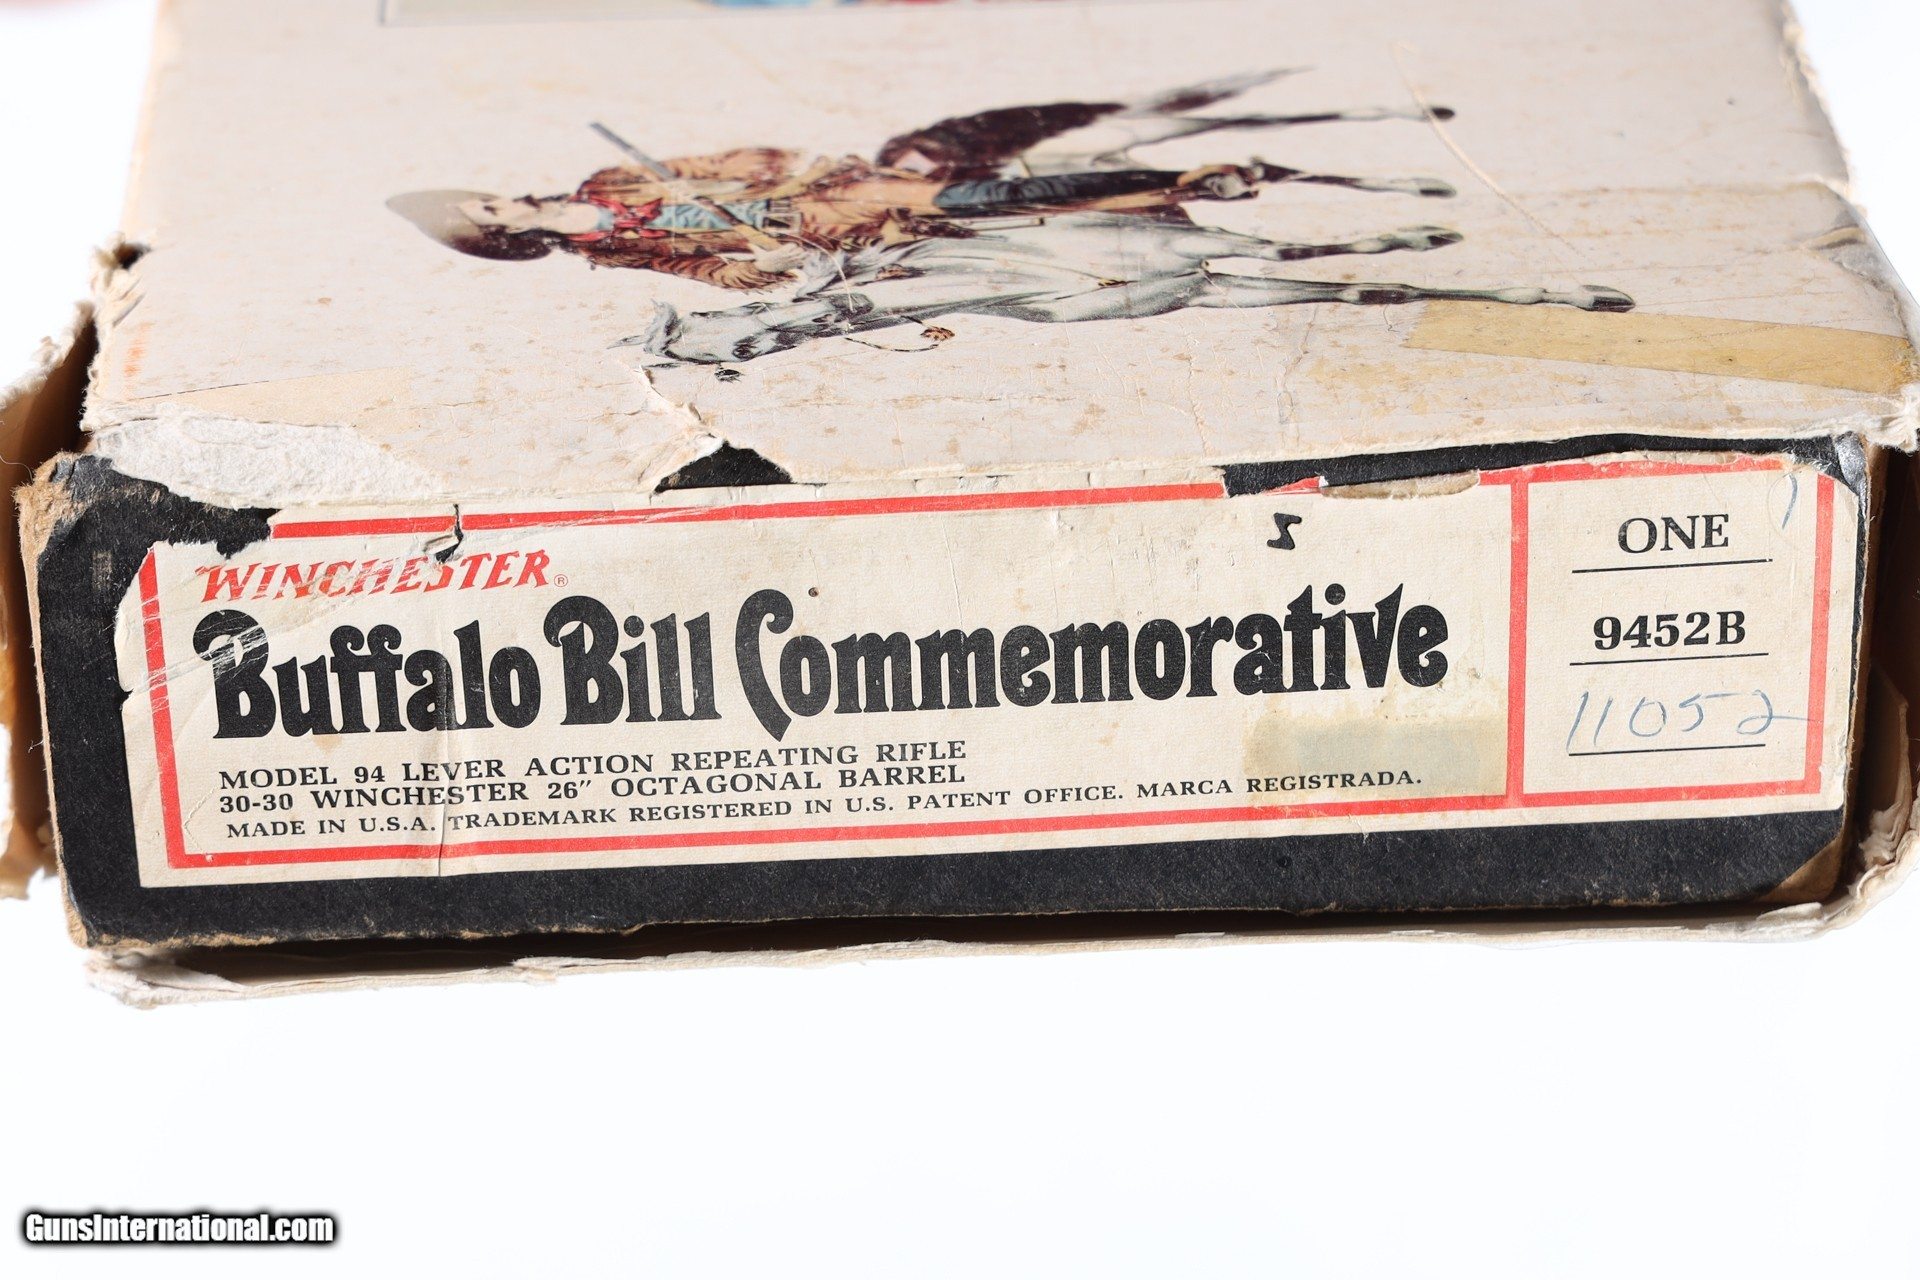 WINCHESTER®
Buffalo Bill Commemorative
MODEL 94 LEVER ACTION REPEATING RIFLE
30-30 WINCHESTER 26" OCTAGONAL BARREL
MADE IN U.S.A. TRADEMARK REGISTERED IN U.S. PATENT OFFICE. MARCA REGISTRADA.
ONE
9452B
11052
GunsInternational.com